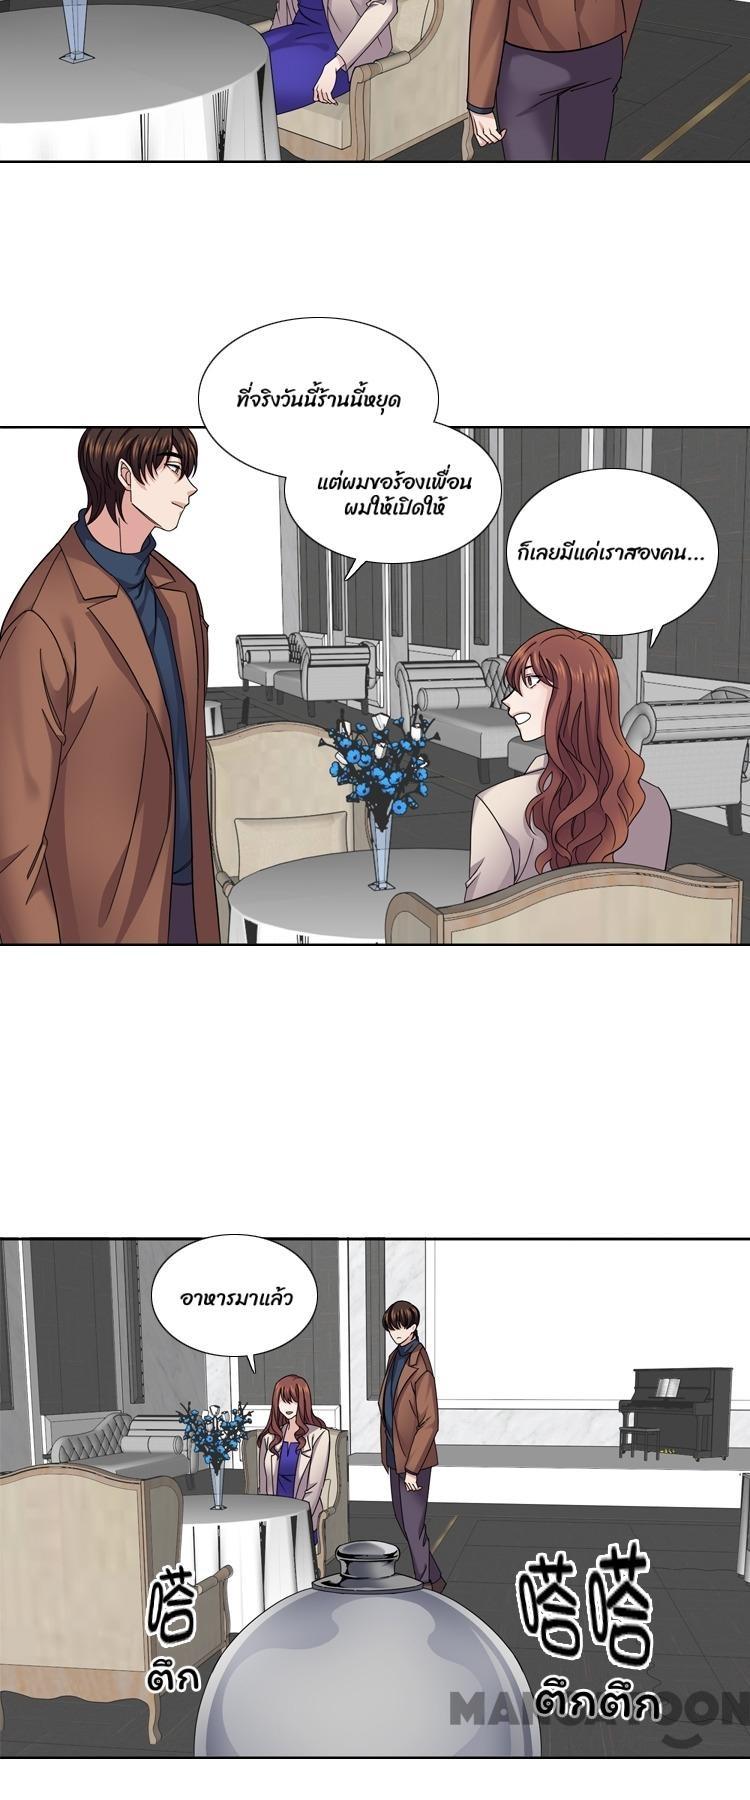 ที่จริงวันนี้ร้านนี้หยุด
แต่ผมขอร้องเพื่อน
ผมให้เปิดให้
ก็เลยมีแค่เราสองคน...
อาหารมาแล้ว
嗒
ตึก
嗒嗒
ตึกตึก
MANGATOON